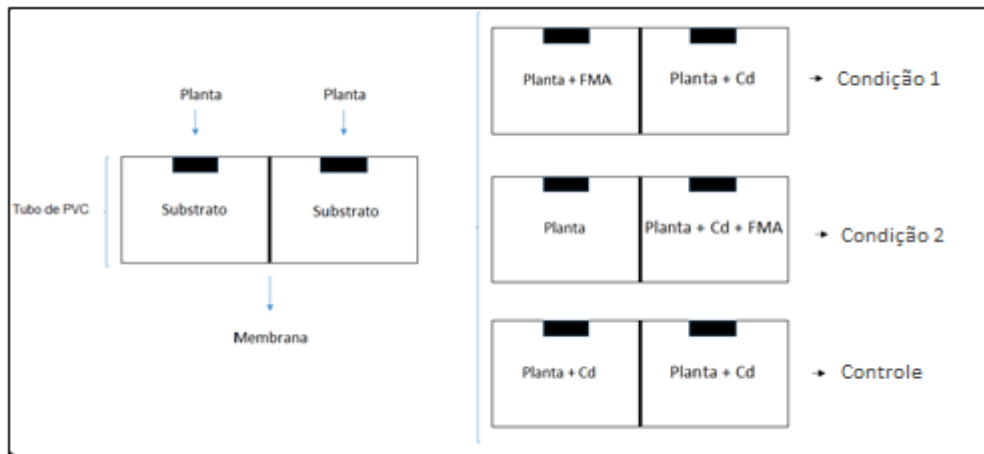 Planta
Planta
Tubo de PVC
Substrato
Substrato
Membrana
Planta + FMA
Planta + Cd
→ Condição 1
Planta
Planta + Cd + FMA
→ Condição 2
Planta + Cd
Planta + Cd
→ Controle